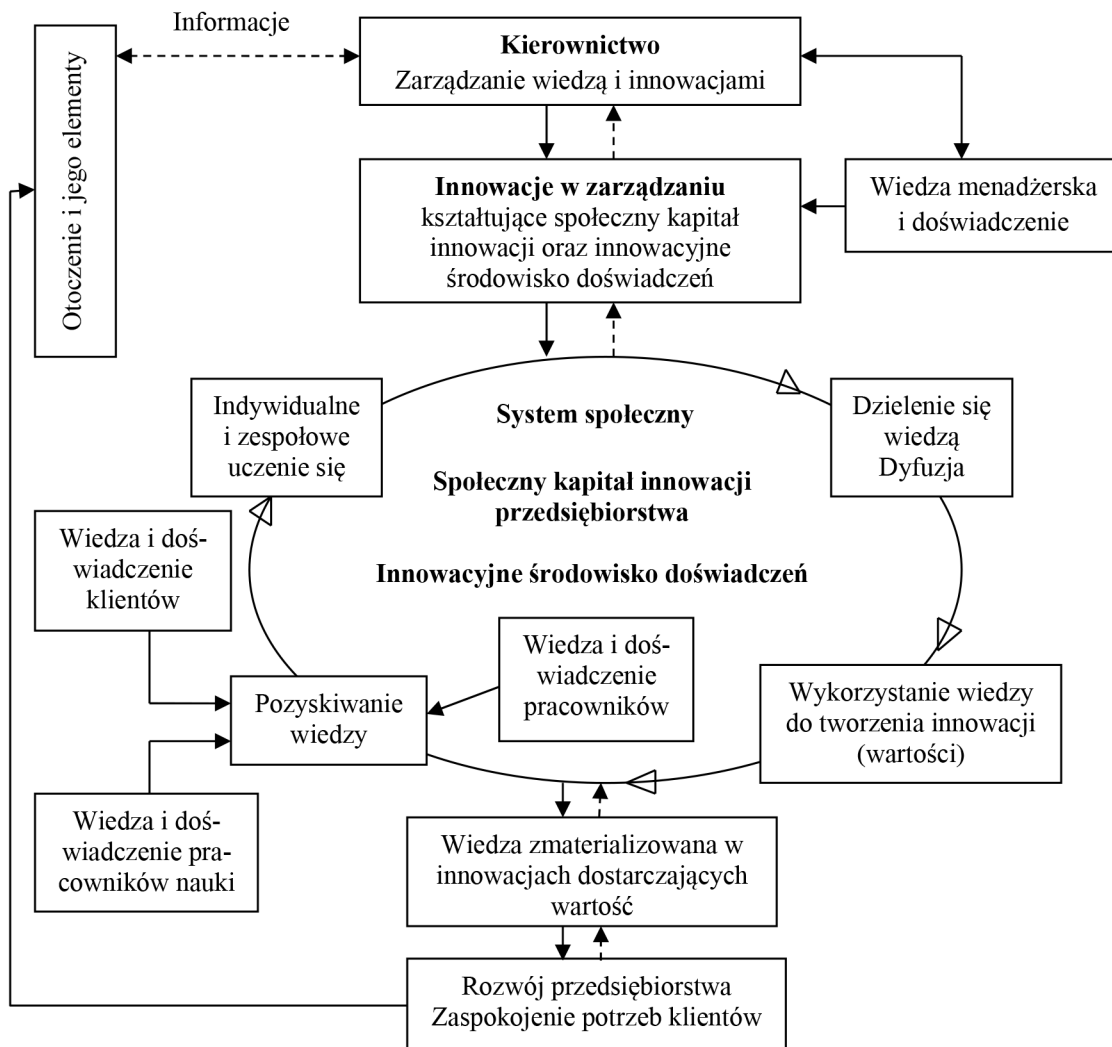 Informacje
Otoczenie i jego elementy
Kierownictwo
Zarządzanie wiedzą i innowacjami
Innowacje w zarządzaniu
kształtujące społeczny kapitał
innowacji oraz innowacyjne
środowisko doświadczeń
Wiedza menadżerska
i doświadczenie
Indywidualne
i zespołowe
uczenie się
System społeczny
Społeczny kapitał innowacji
przedsiębiorstwa
Innowacyjne środowisko doświadczeń
Dzielenie się
wiedzą
Dyfuzja
Wiedza i doś-
wiadczenie
klientów
Wiedza i doś-
wiadczenie
pracowników
Pozyskiwanie
wiedzy
Wykorzystanie wiedzy
do tworzenia innowacji
(wartości)
Wiedza i doś-
wiadczenie pra-
cowników nauki
Wiedza zmaterializowana w
innowacjach dostarczających
wartość
Rozwój przedsiębiorstwa
Zaspokojenie potrzeb klientów